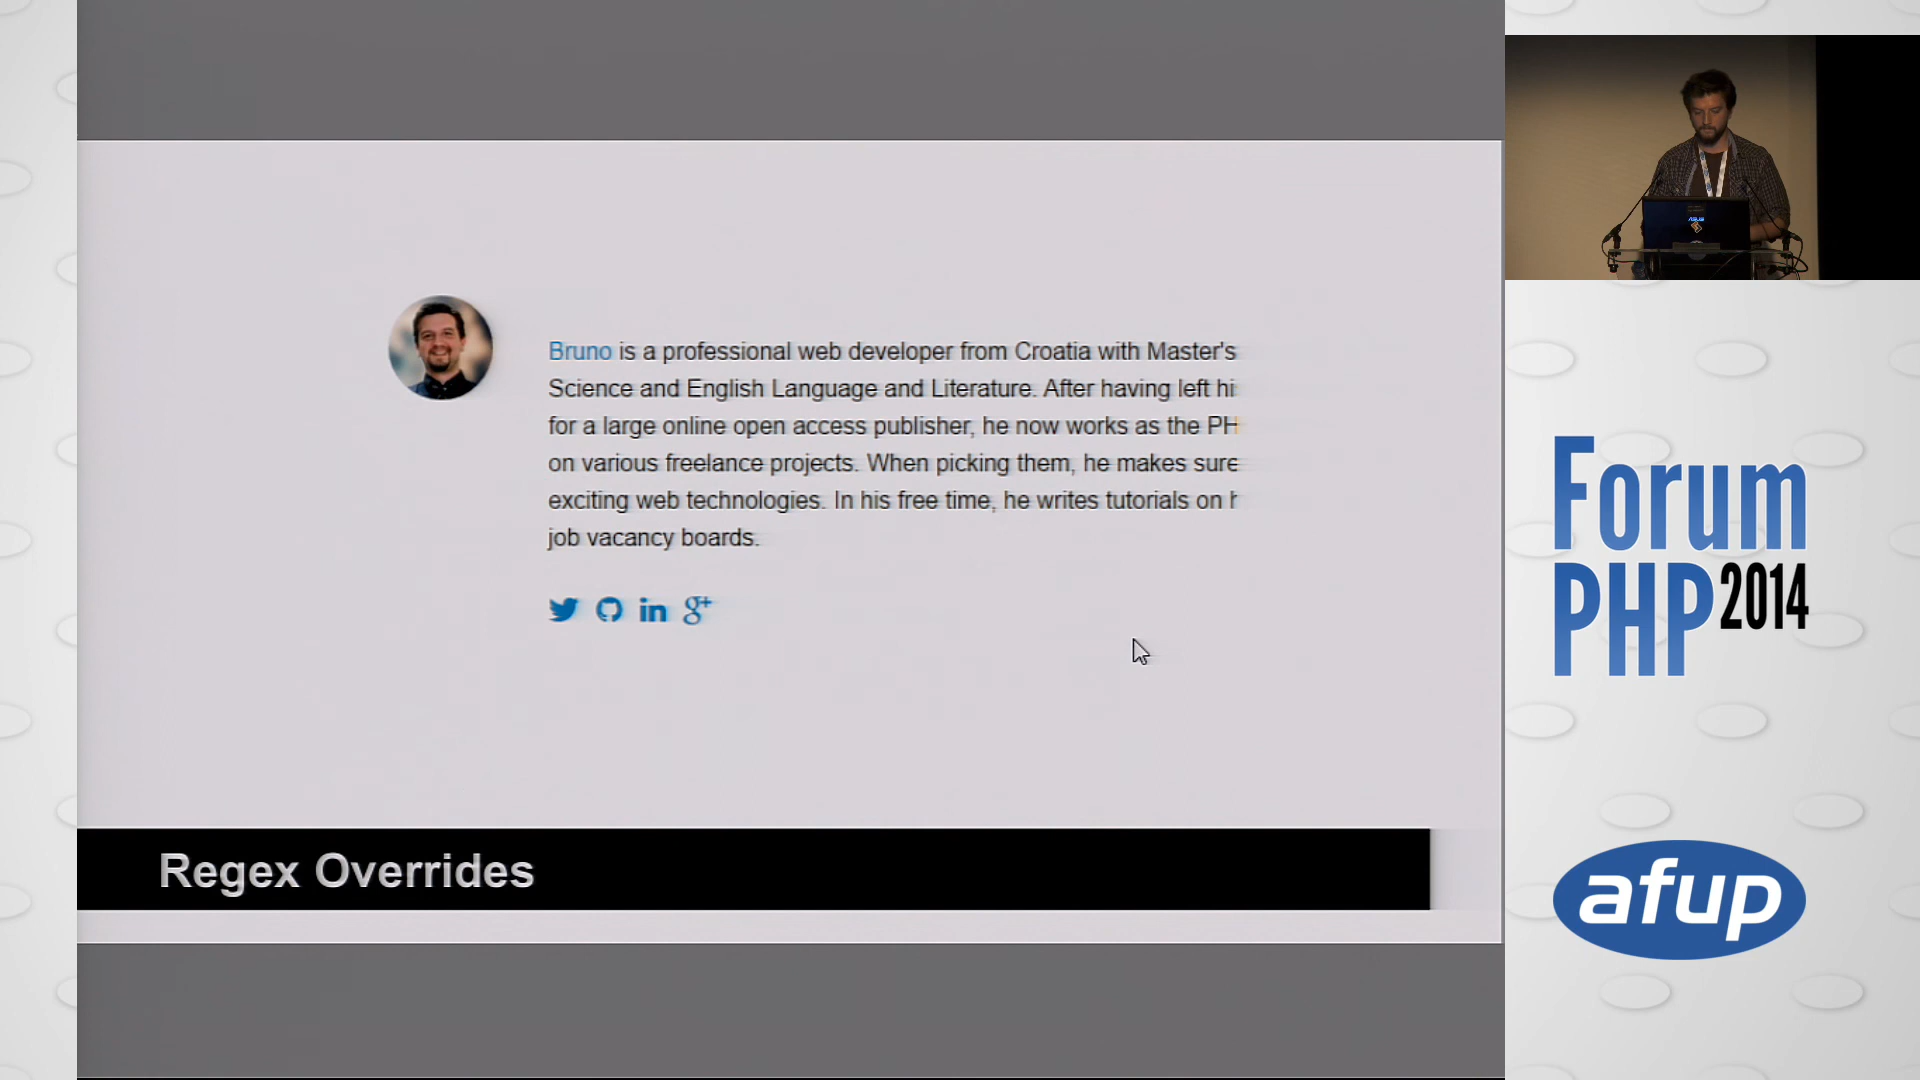 Bruno is a professional web developer from Croatia with Master's
Science and English Language and Literature. After having left hi
for a large online open access publisher, he now works as the PH
on various freelance projects. When picking them, he makes sure
exciting web technologies. In his free time, he writes tutorials on h
job vacancy boards.
in
g+
Regex Overrides
ASUS
Forum
PHP 2014
afup